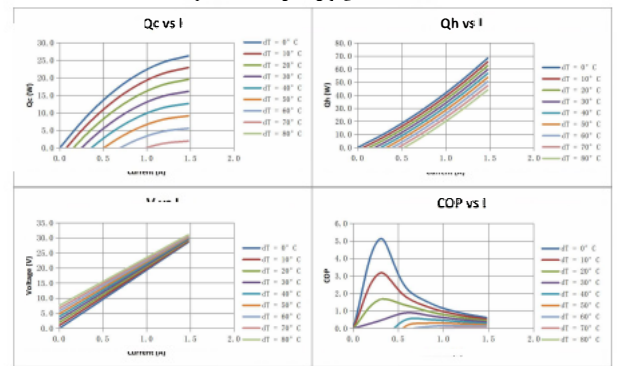 Qc vs I
30.0
25.0
20.0
15.0
10.0
5.0
0.0
Qc (W)
0.0 0.5 1.0 1.5 2.0
dT = 0° C
dT = 10° C
dT = 20° C
dT = 30° C
dT = 40° C
dT = 50° C
dT = 60° C
dT = 70° C
dT = 80° C
Qh vs I
80.0
70.0
60.0
50.0
40.0
30.0
20.0
10.0
0.0
Qh (W)
0.0 0.5 1.0 1.5 2.0
dT = 0° C
dT = 10° C
dT = 20° C
dT = 30° C
dT = 40° C
dT = 50° C
dT = 60° C
dT = 70° C
dT = 80° C
35.0
30.0
25.0
20.0
15.0
10.0
5.0
0.0
Voltage (V)
0.0 0.5 1.0 1.5 2.0
dT = 0° C
dT = 10° C
dT = 20° C
dT = 30° C
dT = 40° C
dT = 50° C
dT = 60° C
dT = 70° C
dT = 80° C
COP vs I
6.0
5.0
4.0
3.0
2.0
1.0
0.0
COP
0.0 0.5 1.0 1.5 2.0
dT = 0° C
dT = 10° C
dT = 20° C
dT = 30° C
dT = 40° C
dT = 50° C
dT = 60° C
dT = 70° C
dT = 80° C